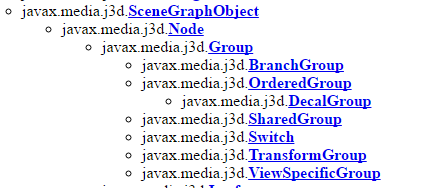 javax.media.j3d.SceneGraphObject
javax.media.j3d.Node
javax.media.j3d.Group
javax.media.j3d.BranchGroup
javax.media.j3d.OrderedGroup
javax.media.j3d.DecalGroup
javax.media.j3d.SharedGroup
javax.media.j3d.Switch
javax.media.j3d.TransformGroup
javax.media.j3d.ViewSpecificGroup